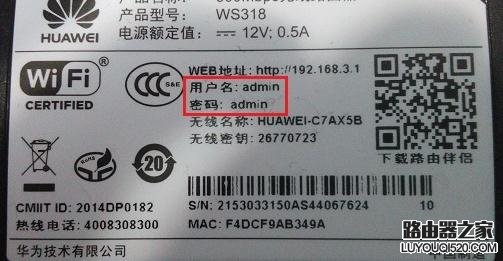 HUAWEI
产品型号: WS318
电源额定值: 12V; 0.5A
WiFi
CERTIFIED
CCC
S&E
WEB地址: http://192.168.3.1
用户名: admin
密码: admin
无线名称: HUAWEI-C7AX5B
无线密钥: 26770723
下载路由伴侣
20
CMIIT ID: 2014DP0182
热线电话: 4008308300
华为技术有限公司
S/N: 2153033150AS44067624 10
MAC: F4DCF9AB349A
路由器之家
LUYOUQI520.COM